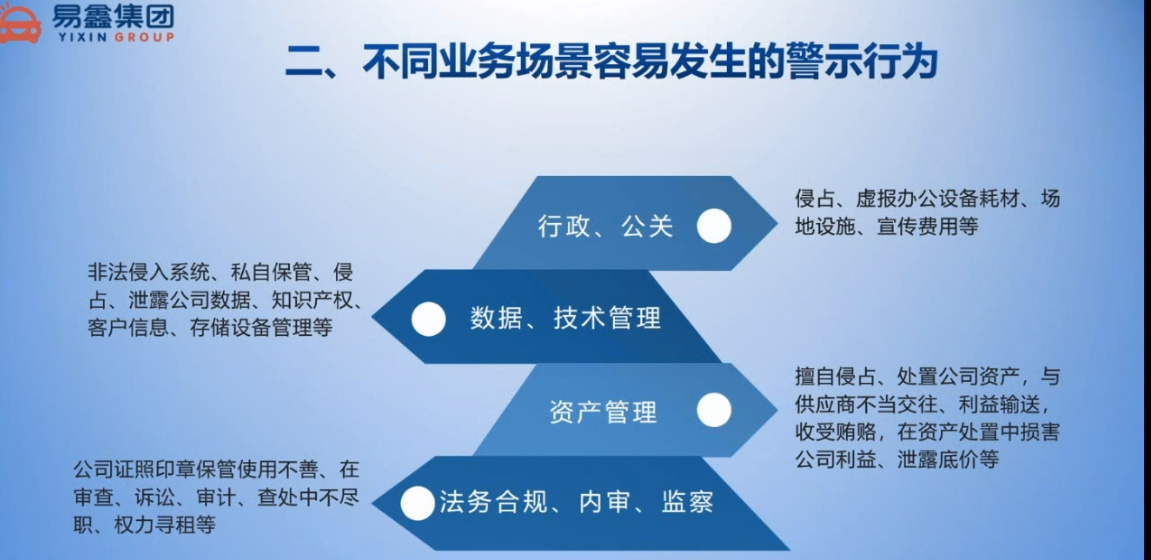 易鑫集团
YIXIN GROUP
二、不同业务场景容易发生的警示行为
行政、公关
侵占、虚报办公设备耗材、场
地设施、宣传费用等
非法侵入系统、私自保管、侵
占、泄露公司数据、知识产权、
客户信息、存储设备管理等
数据、技术管理
资产管理
擅自侵占、处置公司资产，与
供应商不当交往、利益输送，
收受贿赂，在资产处置中损害
公司利益、泄露底价等
公司证照印章保管使用不善、在
审查、诉讼、审计、查处中不尽
职、权力寻租等
法务合规、内审、监察